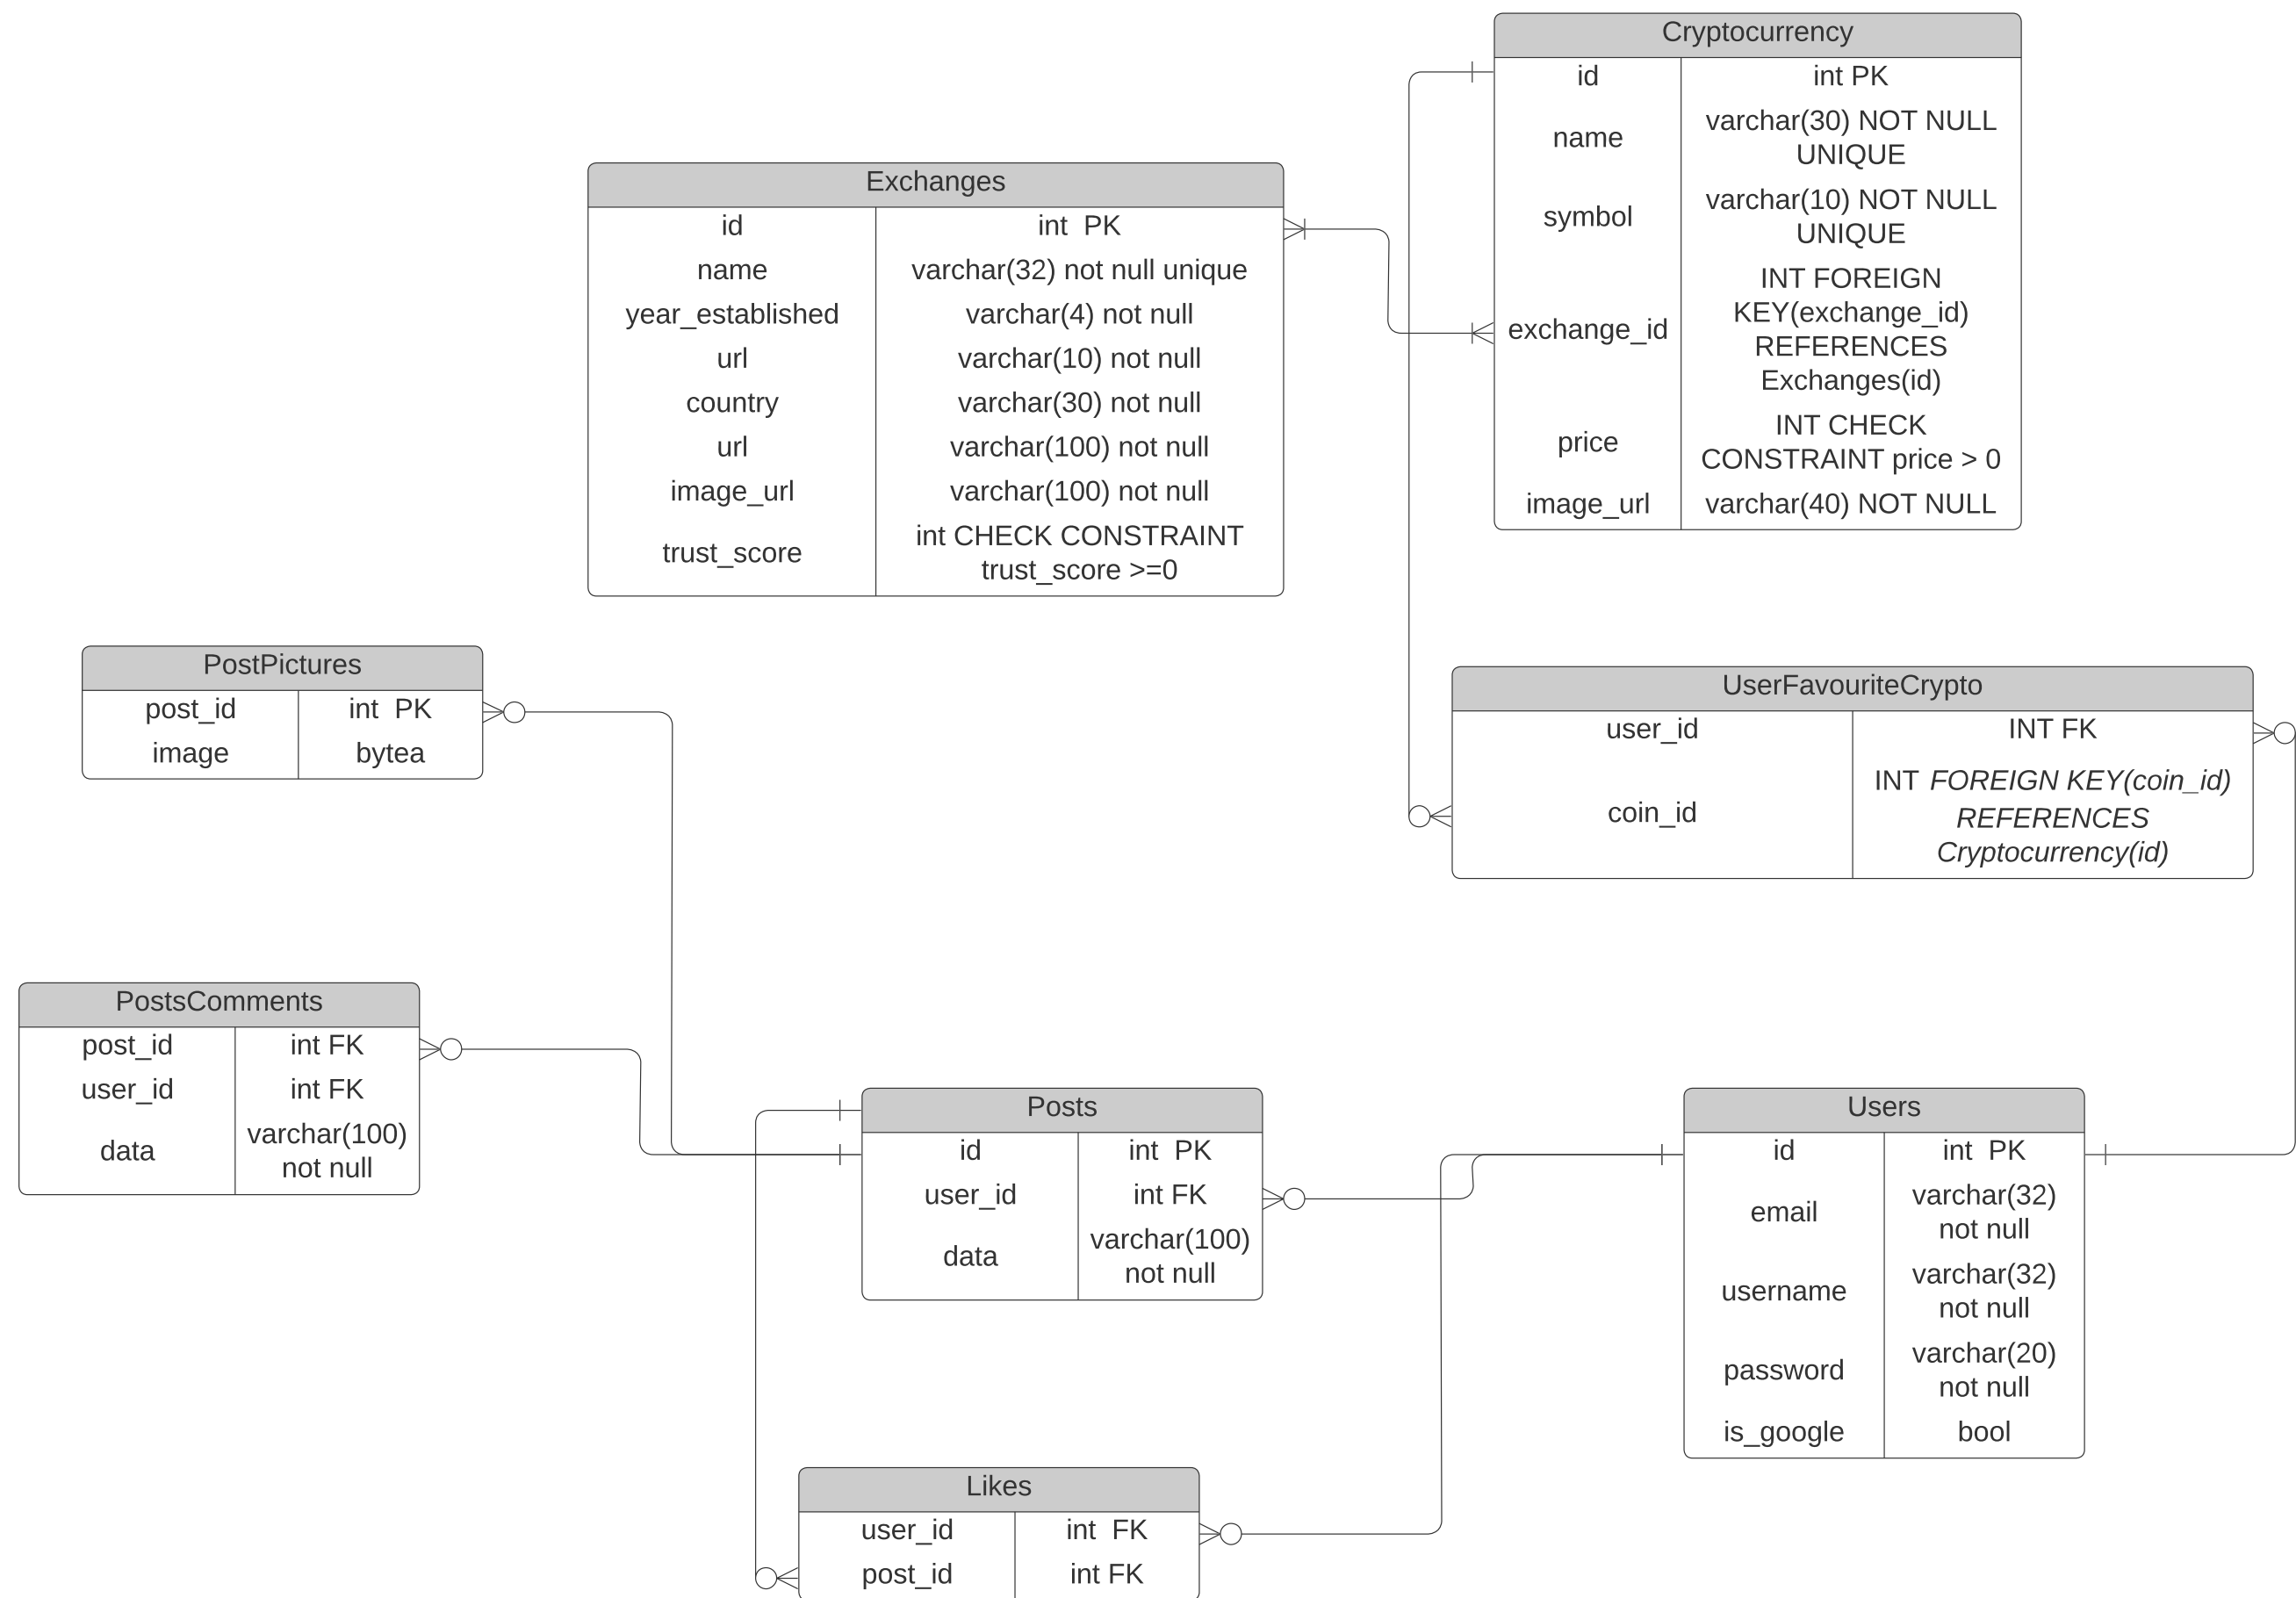 Cryptocurrency
id
int PK
name
varchar(30) NOT NULL
UNIQUE
symbol
varchar(10) NOT NULL
UNIQUE
exchange_id
INT FOREIGN
KEY(exchange_id)
REFERENCES
Exchanges(id)
price
INT CHECK
CONSTRAINT price > 0
image_url
varchar(40) NOT NULL
Exchanges
id
int PK
name
varchar(32) not null unique
year_established
varchar(4) not null
url
varchar(10) not null
country
varchar(30) not null
url
varchar(100) not null
image_url
varchar(100) not null
trust_score
int CHECK CONSTRAINT
trust_score >=0
PostPictures
post_id
int PK
image
bytea
UserFavouriteCrypto
user_id
INT FK
coin_id
INT FOREIGN KEY(coin_id)
REFERENCES
Cryptocurrency(id)
PostsComments
post_id
int FK
user_id
int FK
data
varchar(100)
not null
Posts
id
int PK
user_id
int FK
data
varchar(100)
not null
Users
id
int PK
email
varchar(32)
not null
username
varchar(32)
not null
password
varchar(20)
not null
is_google
bool
Likes
user_id
int FK
post_id
int FK